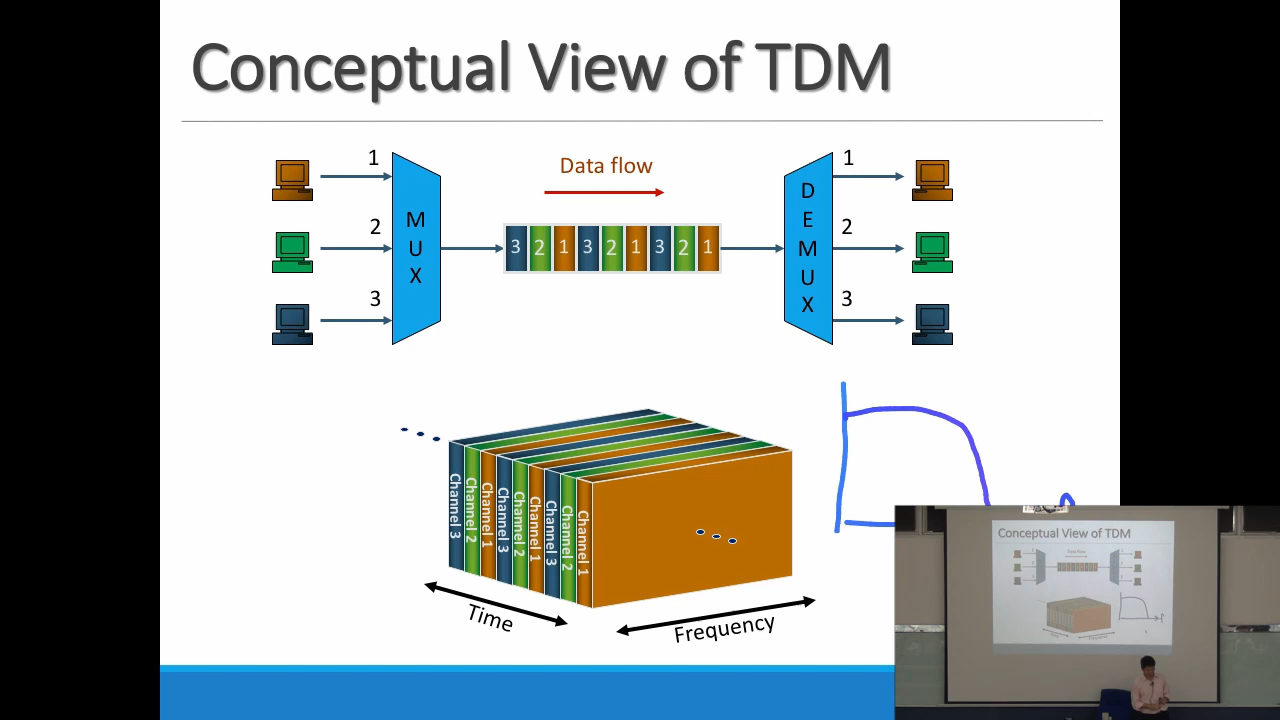 Conceptual View of TDM
1
2
3
MUX
Data flow
3 2 1 3 2 1 3 2 1
DEMUX
1
2
3
Channel 3
Channel 2
Channel 1
Channel 3
Channel 2
Channel 1
Channel 3
Channel 2
Channel 1
Time
Frequency
Conceptual View of TDM